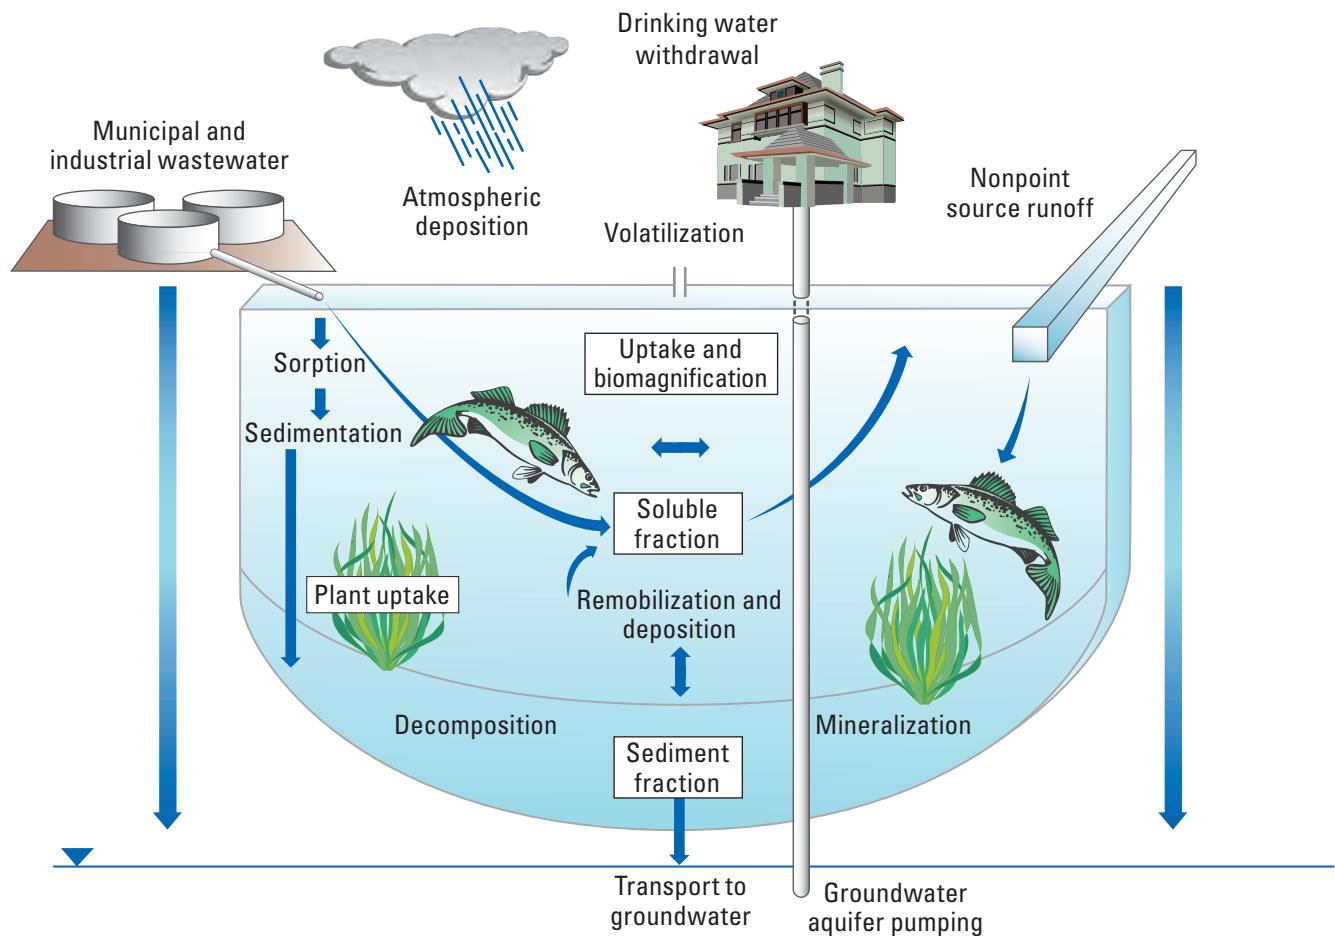 Drinking water
withdrawal
Municipal and
industrial wastewater
Atmospheric
deposition
Nonpoint
source runoff
Volatilization
Sorption
Uptake and
biomagnification
Sedimentation
Soluble
fraction
Plant uptake
Remobilization and
deposition
Decomposition
Mineralization
Sediment
fraction
Transport to
groundwater
Groundwater
aquifer pumping